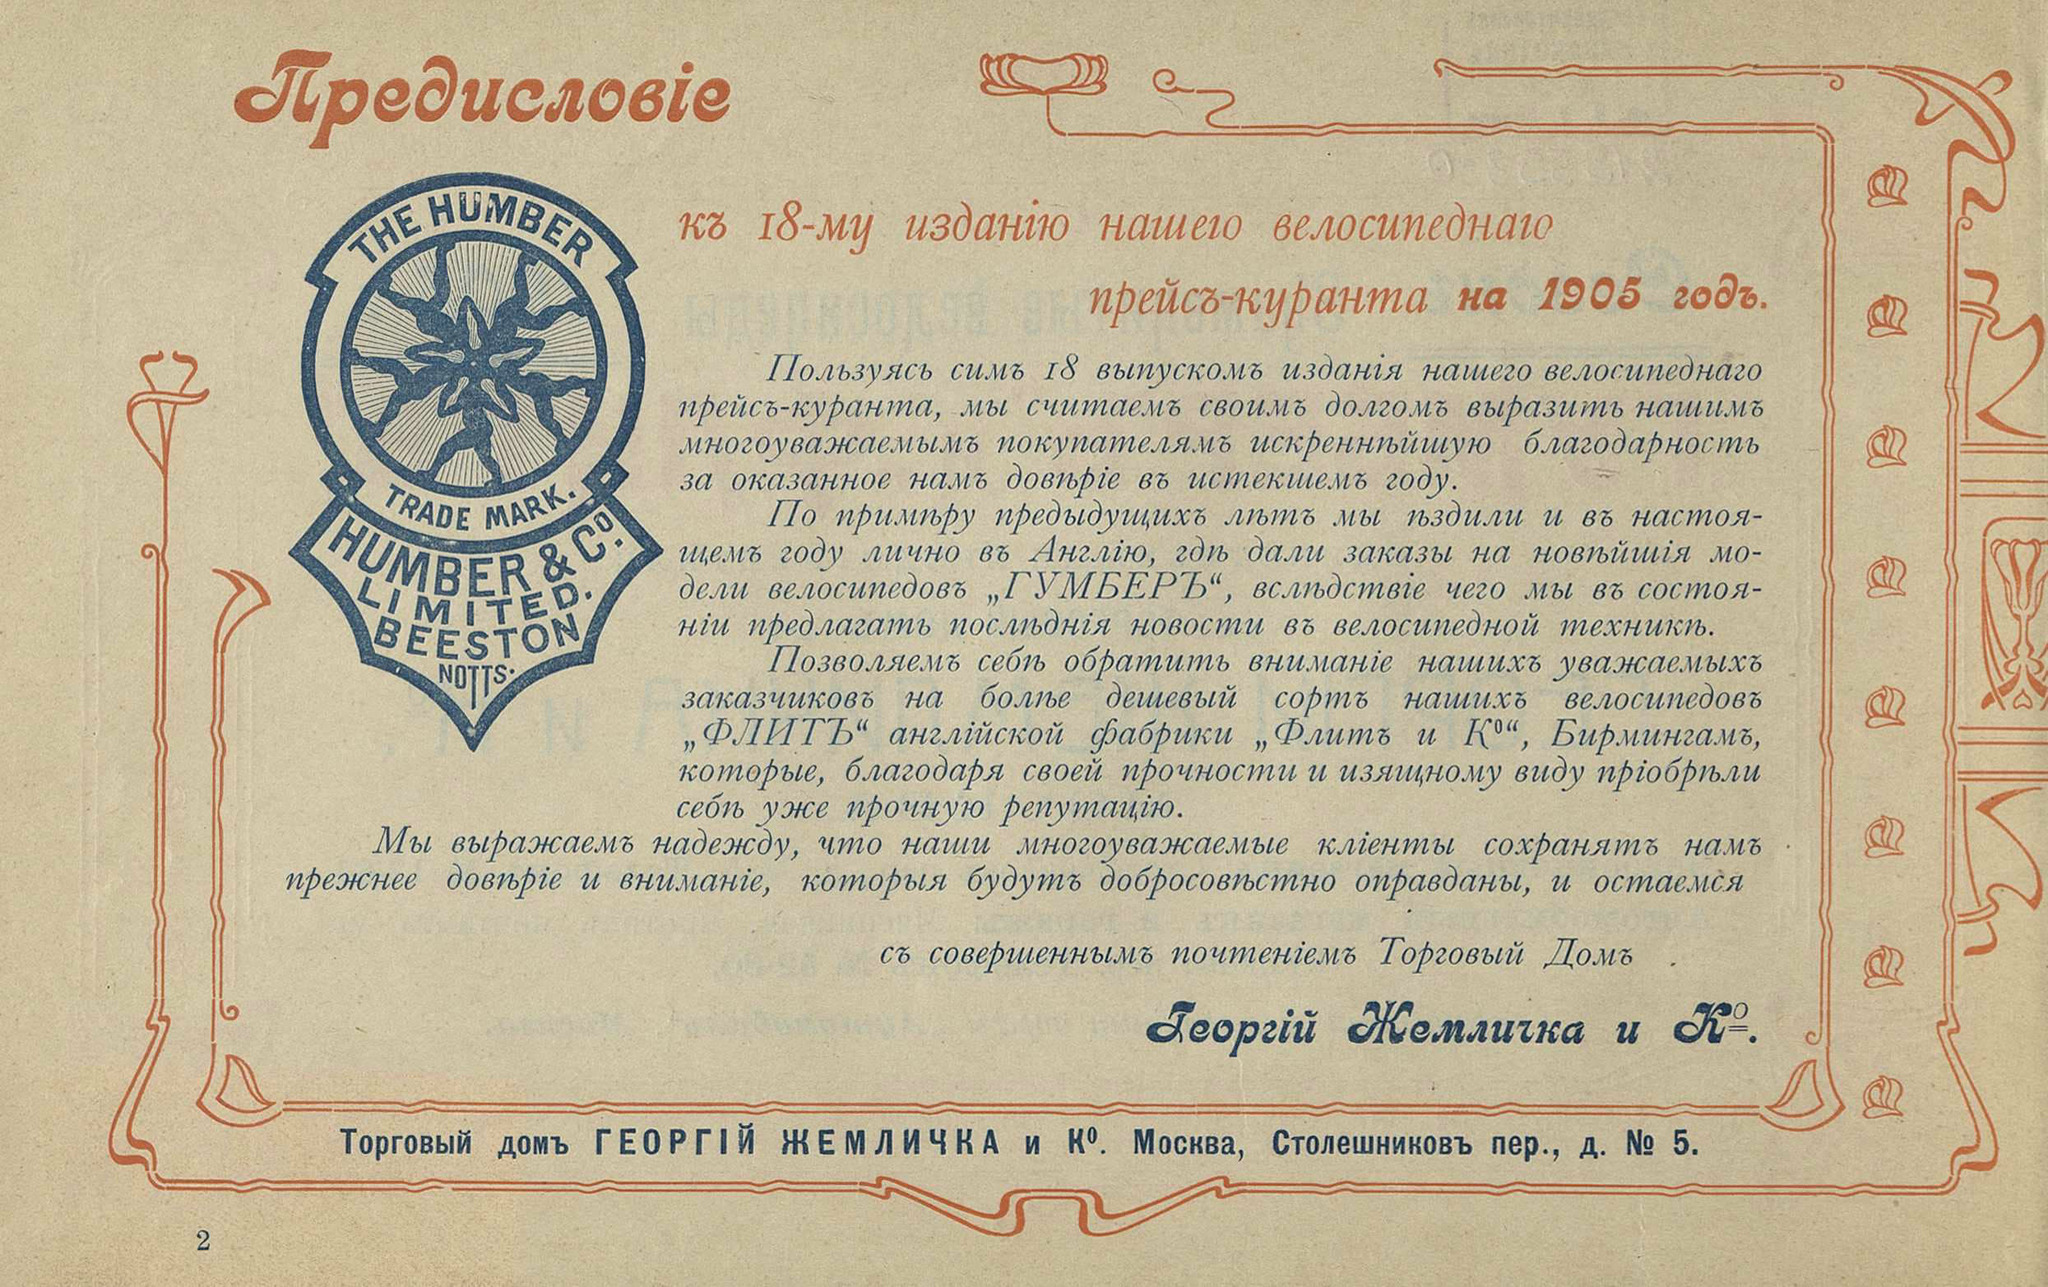 Предисловіе
къ 18-му изданію нашего велосипеднаго
прейсъ-куранта на 1905 годъ.
THE HUMBER
TRADE MARK.
HUMBER & Cº.
LIMITED.
BEESTON
NOTTS.
Пользуясь симъ 18 выпускомъ изданія нашего велосипеднаго
прейсъ-куранта, мы считаемъ своимъ долгомъ выразить нашимъ
многоуважаемымъ покупателямъ искреннѣйшую благодарность
за оказанное намъ довѣріе въ истекшемъ году.
По примѣру предыдущихъ лѣтъ мы ѣздили и въ настоя-
щемъ году лично въ Англію, гдѣ дали заказы на новѣйшія мо-
дели велосипедовъ „ГУМБЕРЪ“, вслѣдствіе чего мы въ состоя-
ніи предлагать послѣднія новости въ велосипедной техникѣ.
Позволяемъ себѣ обратить вниманіе нашихъ уважаемыхъ
заказчиковъ на болѣе дешевый сортъ нашихъ велосипедовъ
„ФЛИТЪ“ англійской фабрики „Флитъ и Кº“, Бирмингамъ,
которые, благодаря своей прочности и изящному виду пріобрѣли
себѣ уже прочную репутацію.
Мы выражаемъ надежду, что наши многоуважаемые кліенты сохранятъ намъ
прежнее довѣріе и вниманіе, которыя будутъ добросовѣстно оправданы, и остаемся
съ совершеннымъ почтеніемъ Торговый Домъ
Георгій Жемличка и Кº.
Торговый домъ ГЕОРГІЙ ЖЕМЛИЧКА и Кº. Москва, Столешниковъ пер., д. № 5.
2